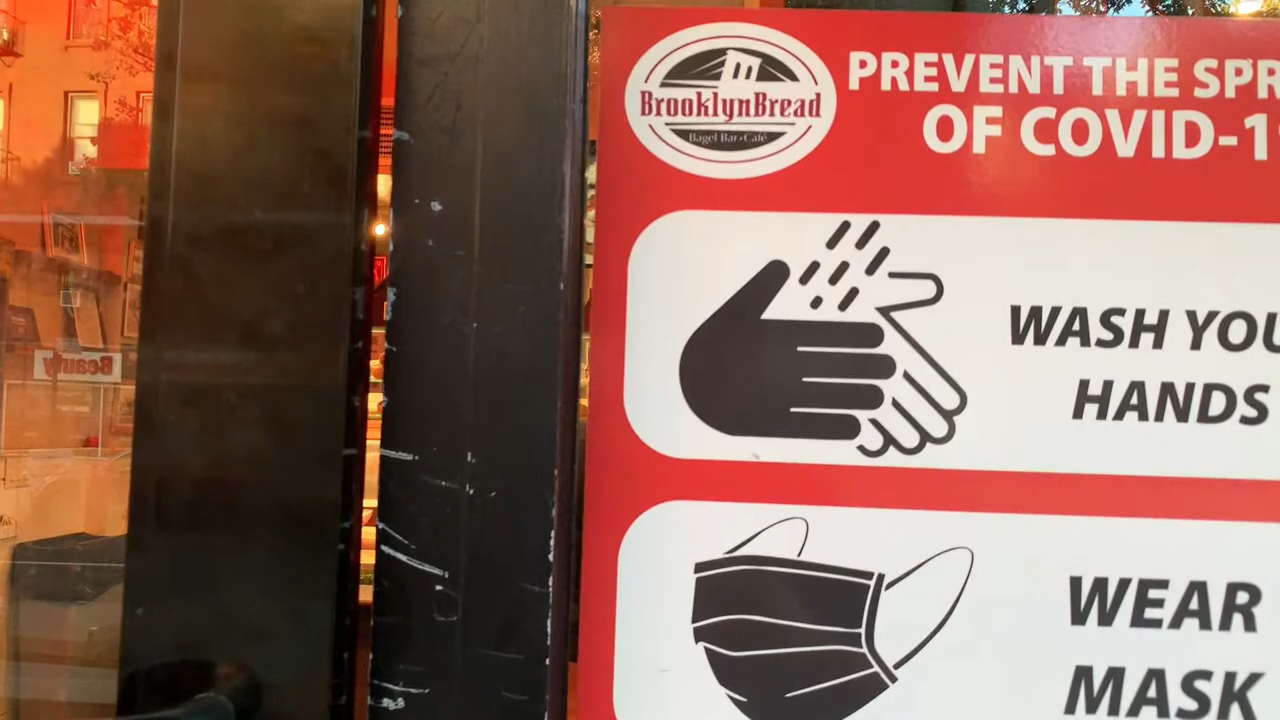 BrooklynBread
Bagel Bar • Café
PREVENT THE SPR
OF COVID-1
WASH YOU
HANDS
WEAR
MASK
Beauty